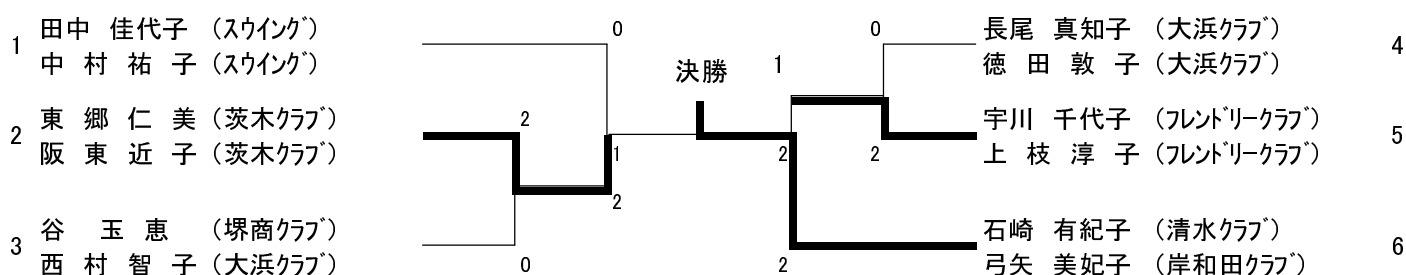 1 田中 佳代子 （スウイング）
中村 祐子 （スウイング）
2 東郷 仁美 （茨木クラブ）
阪東 近子 （茨木クラブ）
3 谷 玉恵 （堺商クラブ）
西村 智子 （大浜クラブ）
0
2
1
2
0
決勝
1
0
2
2
2
長尾 真知子 （大浜クラブ） 4
徳田 敦子 （大浜クラブ）
宇川 千代子 （フレンドリークラブ） 5
上枝 淳子 （フレンドリークラブ）
石崎 有紀子 （清水クラブ） 6
弓矢 美妃子 （岸和田クラブ）